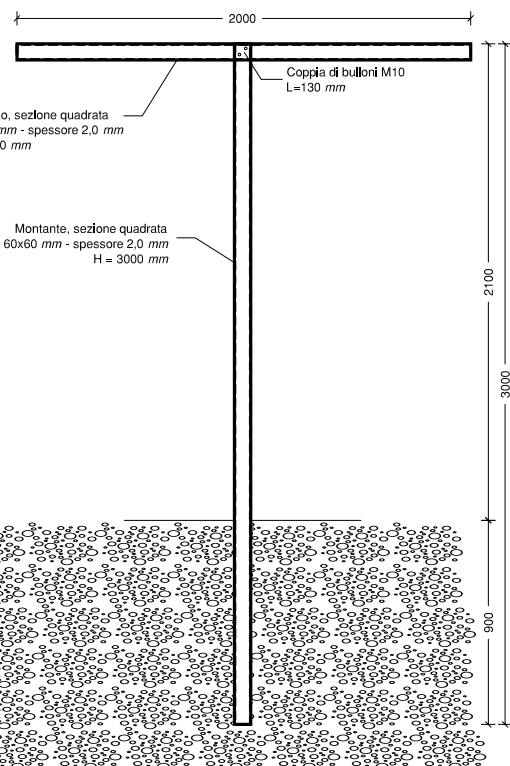 2000
Coppia di bulloni M10
L=130 mm
o, sezione quadrata
mm - spessore 2,0 mm
0 mm
Montante, sezione quadrata
60x60 mm - spessore 2,0 mm
H = 3000 mm
2100
3000
900